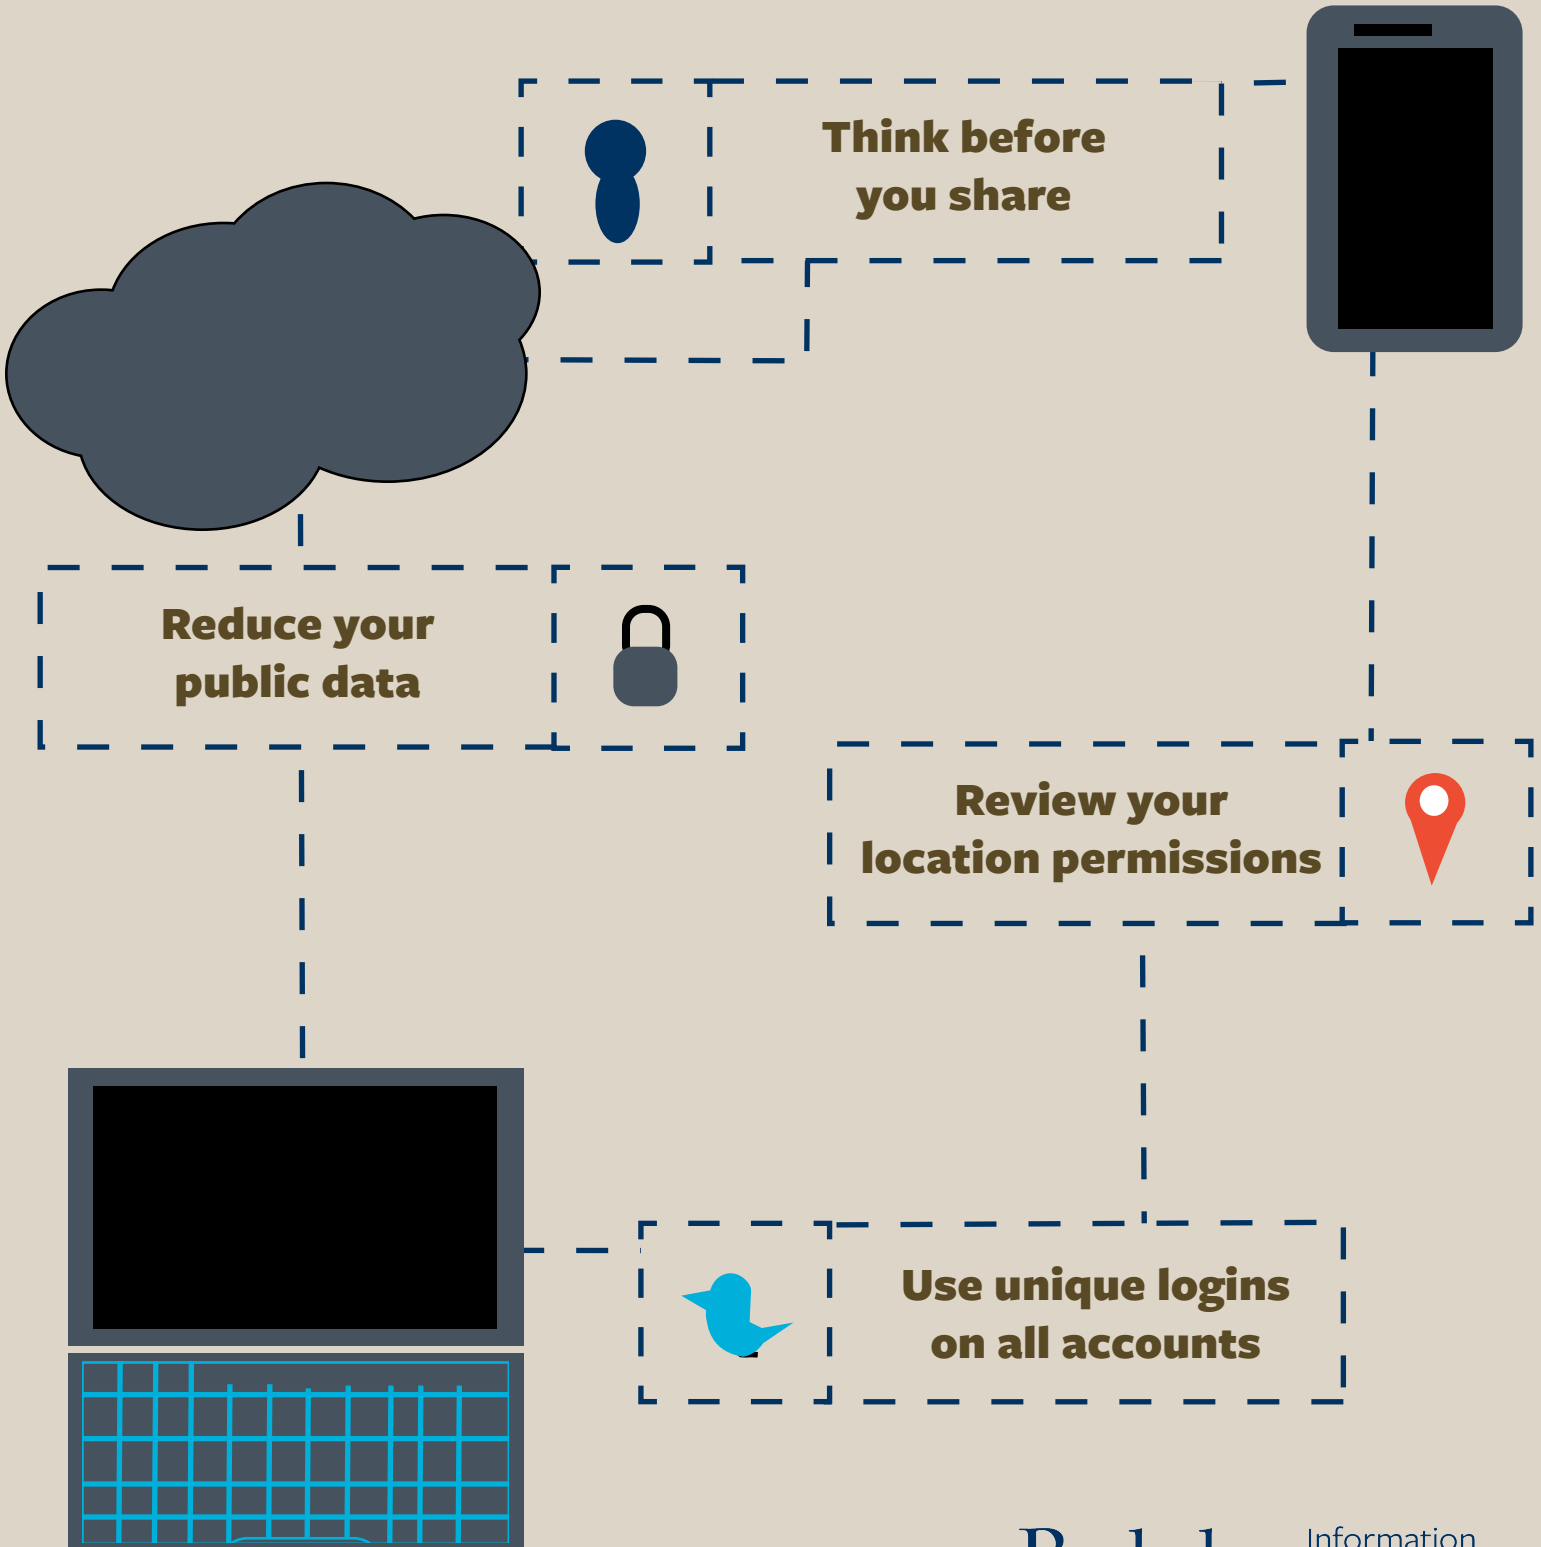 Think before
you share
Reduce your
public data
Review your
location permissions
Use unique logins
on all accounts
Information